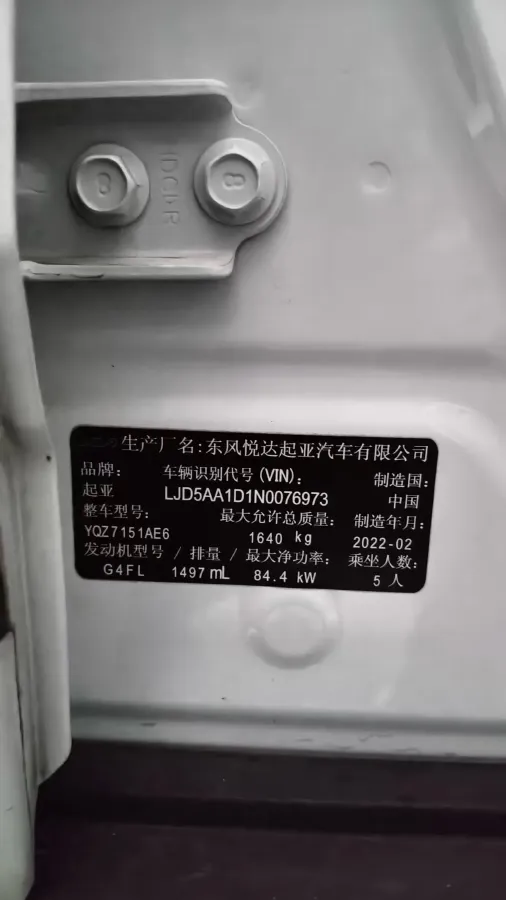 8
8
DCI-R
生产厂名:东风悦达起亚汽车有限公司
品牌: 车辆识别代号(VIN): 制造国:
起亚 LJD5AA1D1N0076973 中国
整车型号: 最大允许总质量: 制造年月:
YQZ7151AE6 1640 kg 2022-02
发动机型号 / 排量 / 最大净功率: 乘坐人数:
G4FL 1497 mL 84.4 kW 5 人